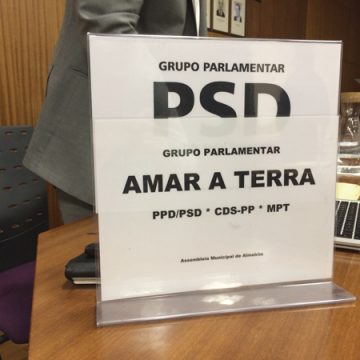 GRUPO PARLAMENTAR
PSD
GRUPO PARLAMENTAR
AMAR A TERRA
PPD/PSD * CDS-PP * MPT
Assembleia Municipal de Almeirim